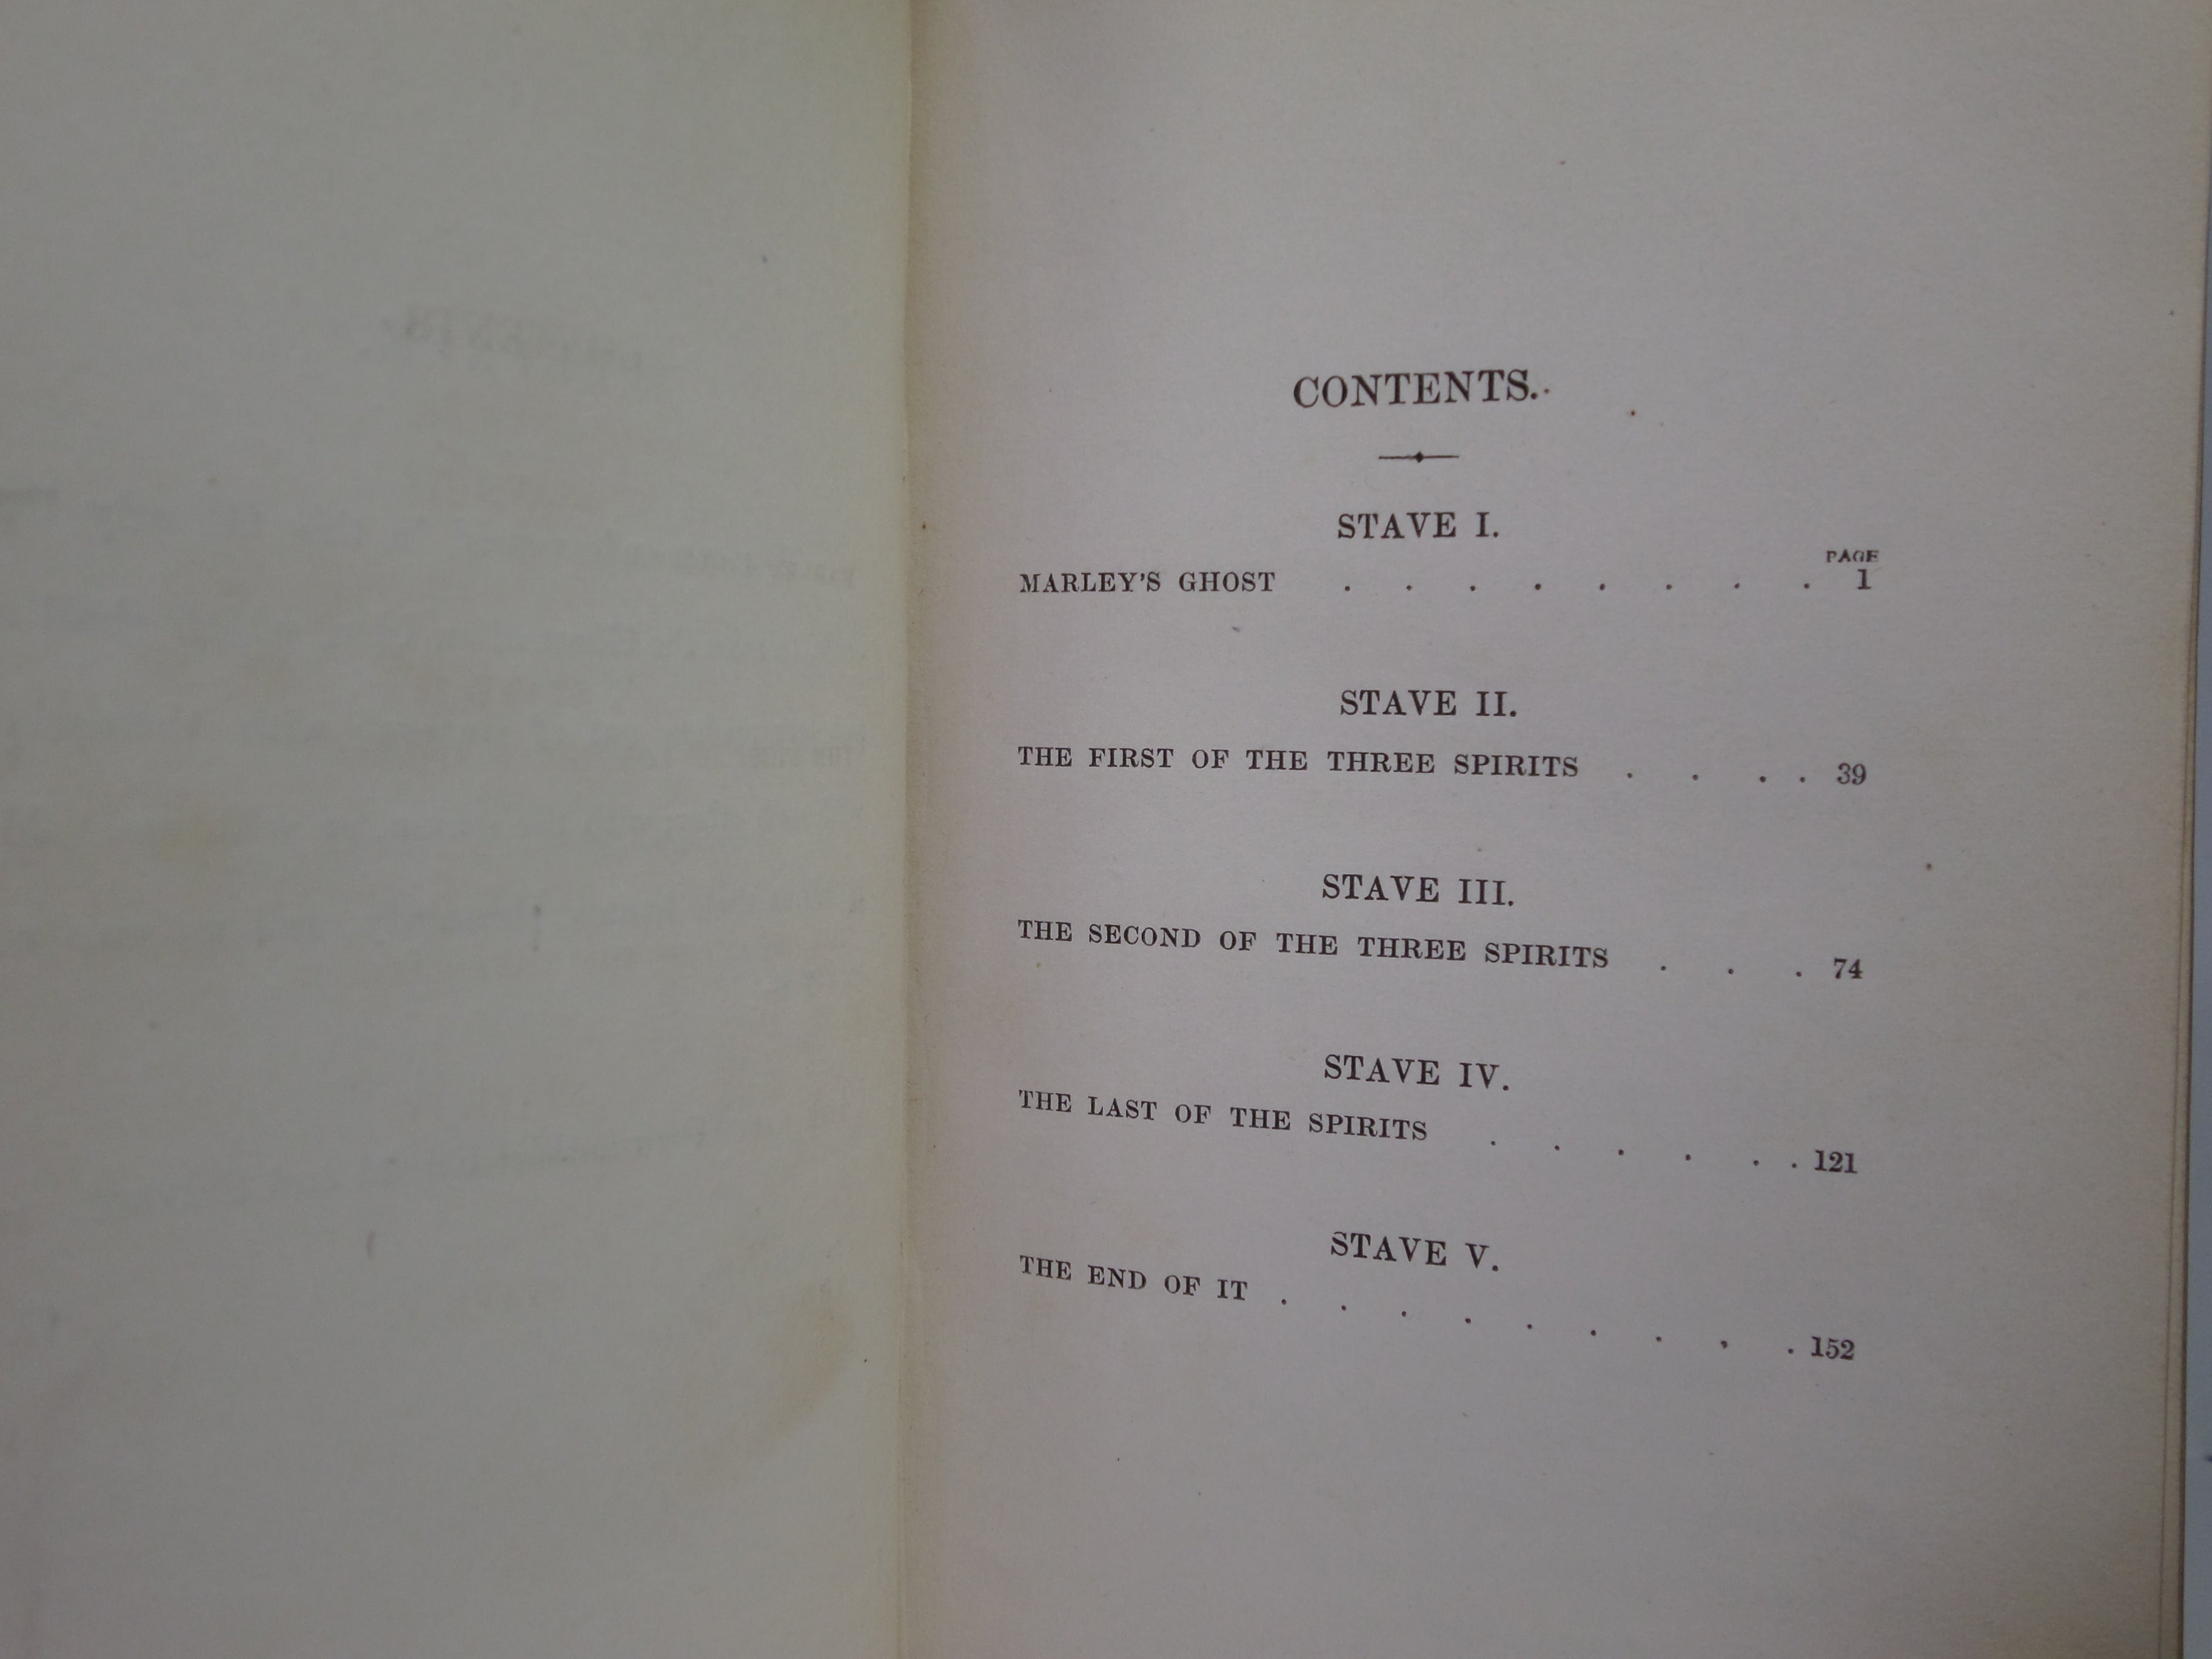 CONTENTS.
STAVE I.
PAGE
MARLEY'S GHOST . . . . . . . . 1
STAVE II.
THE FIRST OF THE THREE SPIRITS . . . . 39
STAVE III.
THE SECOND OF THE THREE SPIRITS . . . 74
STAVE IV.
THE LAST OF THE SPIRITS . . . . . . 121
STAVE V.
THE END OF IT . . . . . . . . . 152